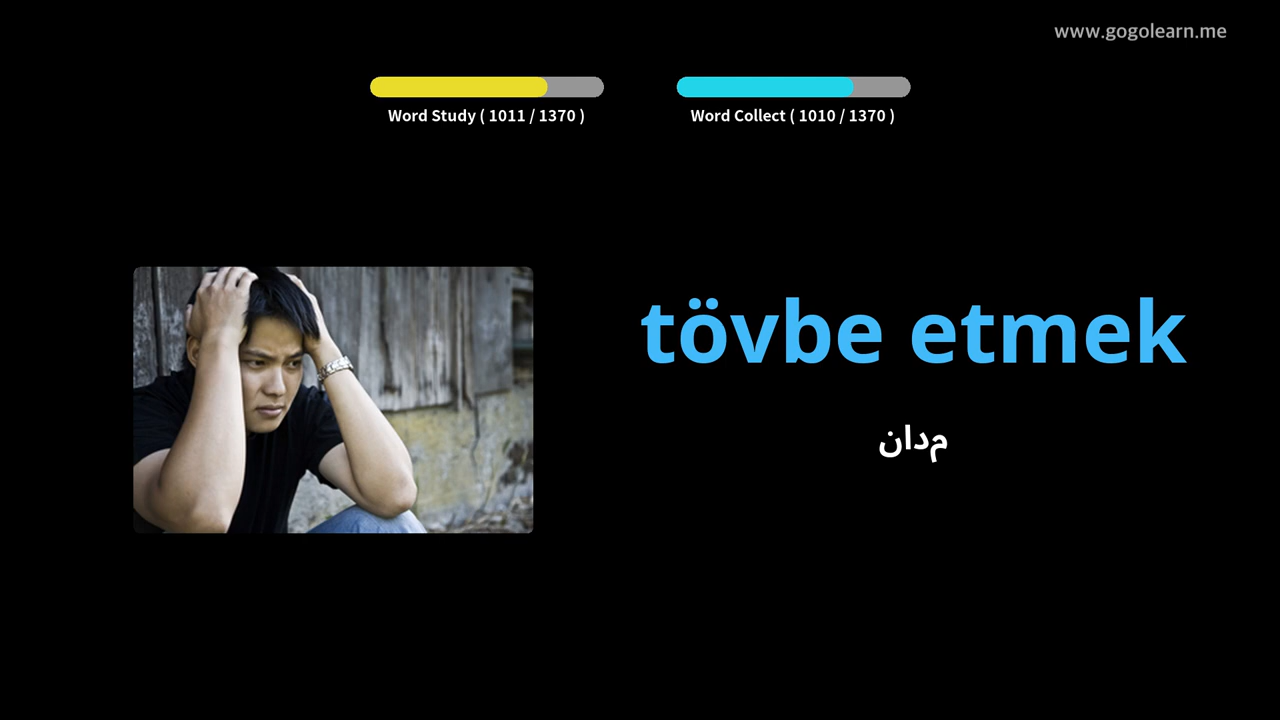 www.gogolearn.me
Word Study ( 1011 / 1370 )
Word Collect ( 1010 / 1370 )
tövbe etmek
مدان